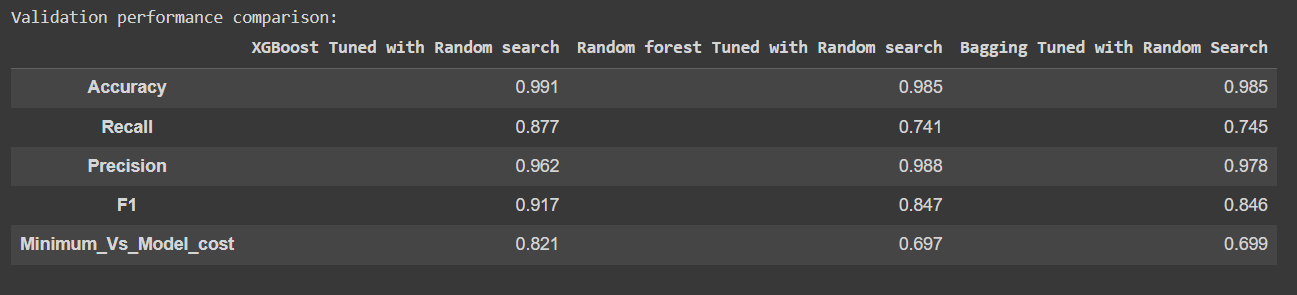 Validation performance comparison:
XGBoost Tuned with Random search Random forest Tuned with Random search Bagging Tuned with Random Search
Accuracy 0.991 0.985 0.985
Recall 0.877 0.741 0.745
Precision 0.962 0.988 0.978
F1 0.917 0.847 0.846
Minimum_Vs_Model_cost 0.821 0.697 0.699